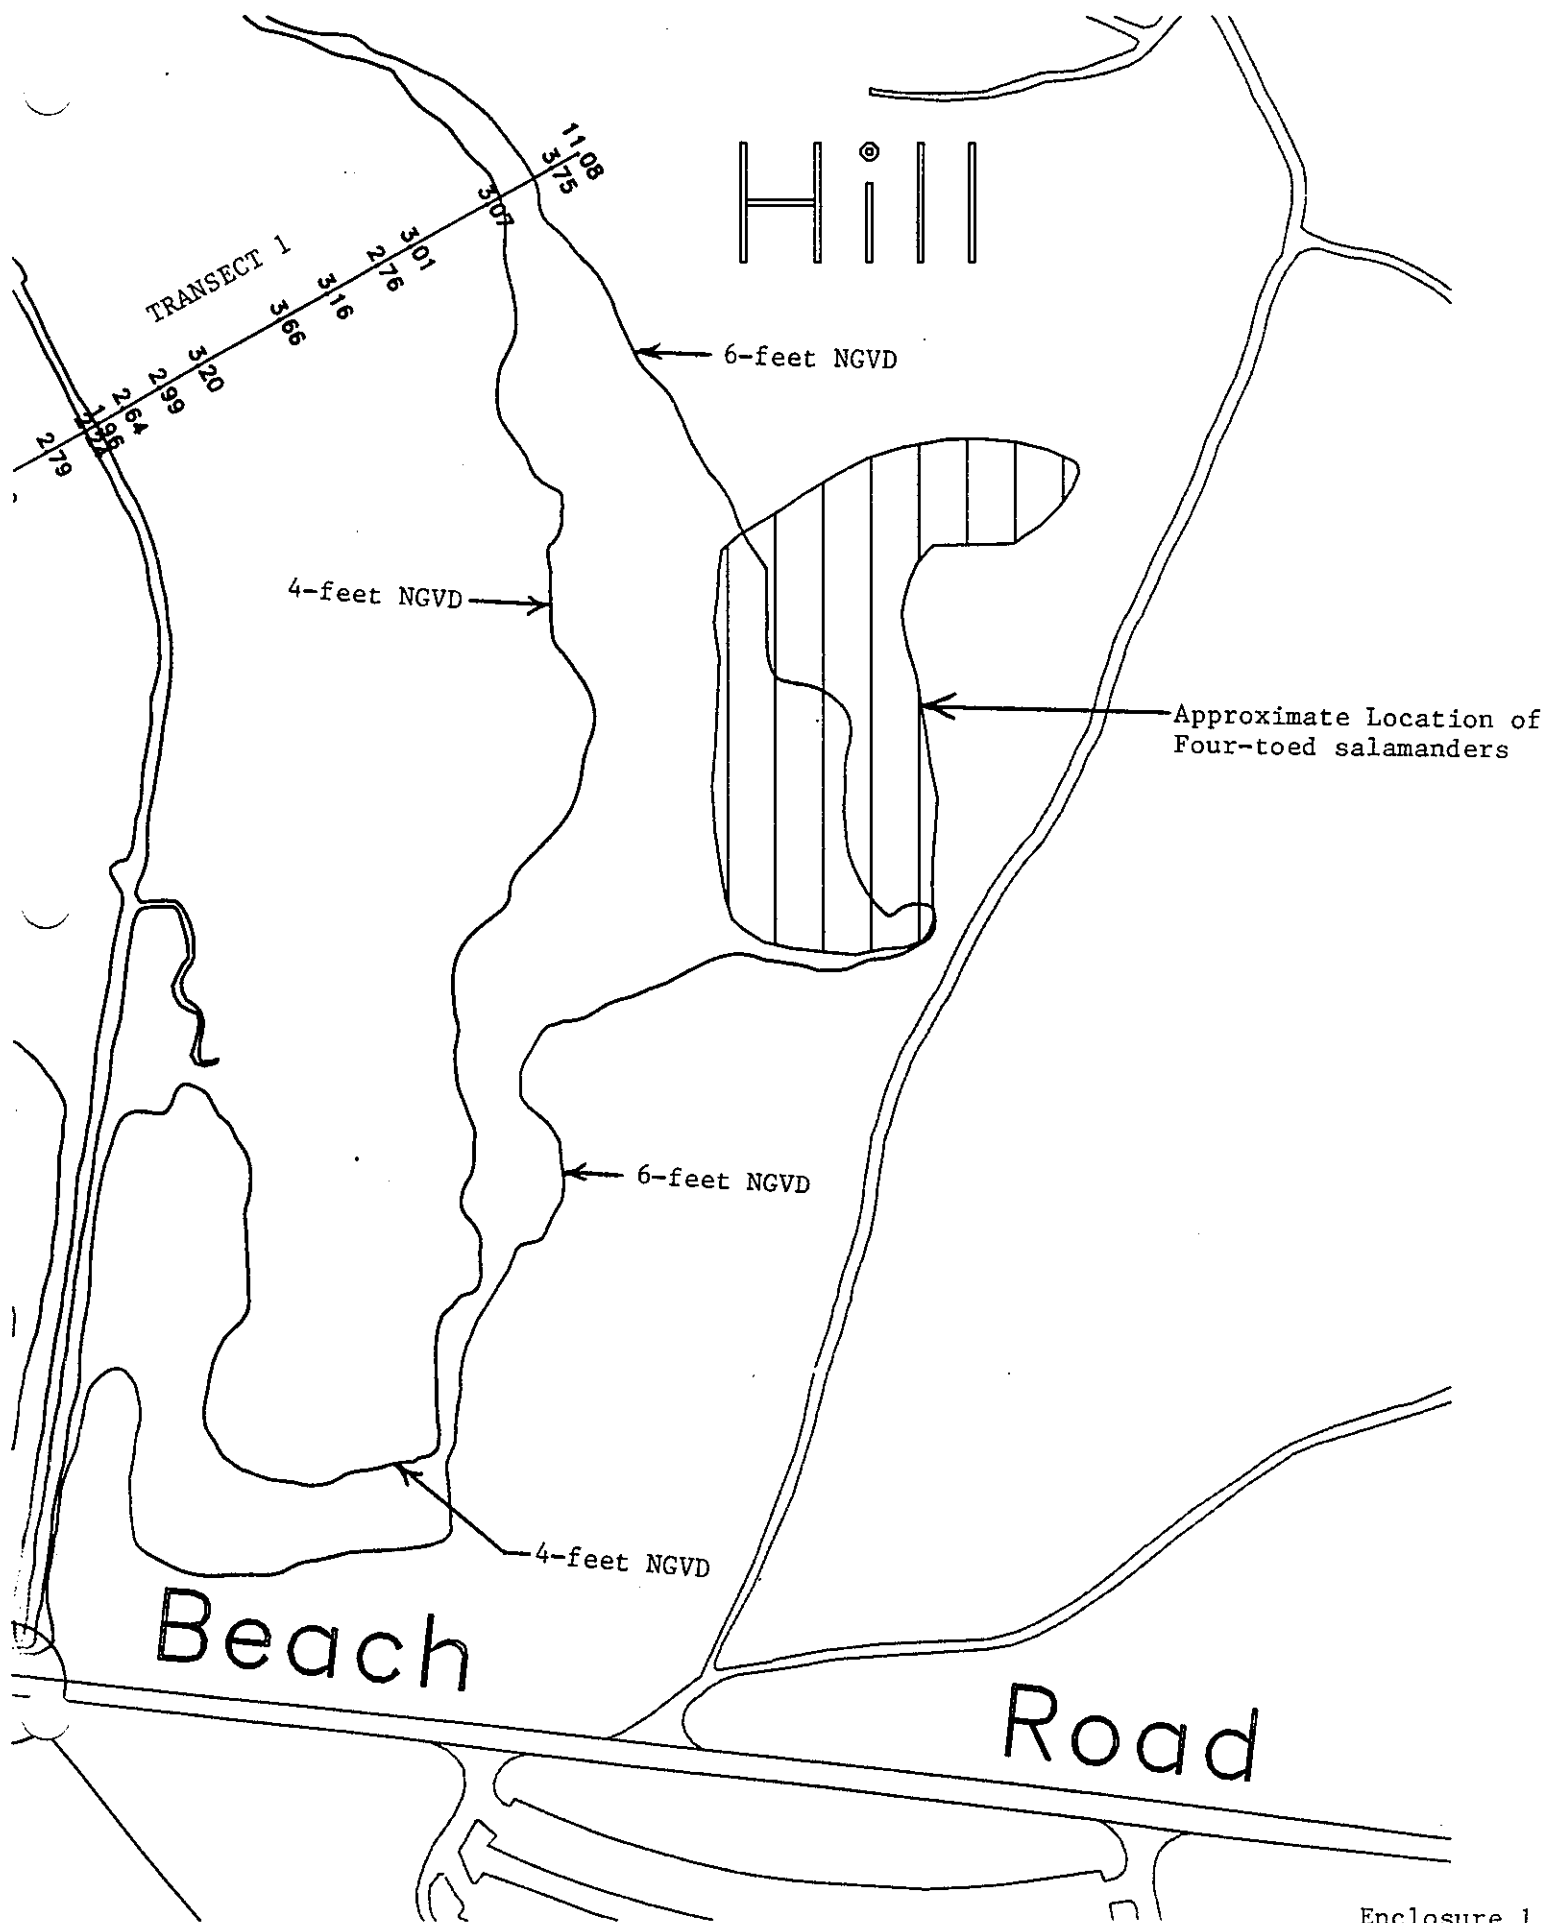 Hill
11.08
3.75
3.07
3.01
2.76
3.16
3.66
3.20
2.99
2.64
1.96
2.79
TRANSECT 1
6-feet NGVD
4-feet NGVD
Approximate Location of
Four-toed salamanders
6-feet NGVD
4-feet NGVD
Beach Road
Enclosure 1